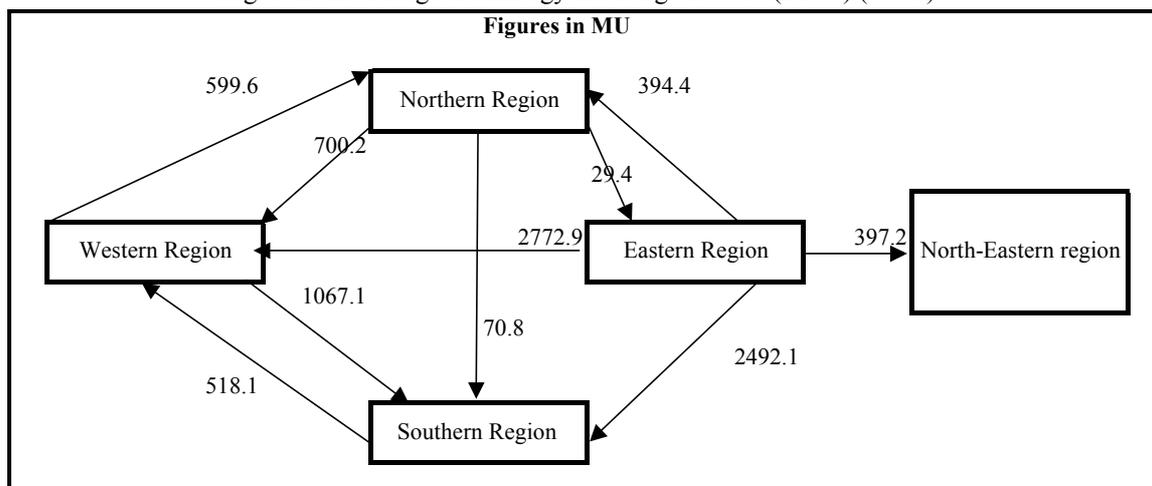 Figures in MU
599.6
Northern Region
394.4
700.2
29.4
Western Region
2772.9
Eastern Region
397.2
North-Eastern region
1067.1
70.8
518.1
2492.1
Southern Region